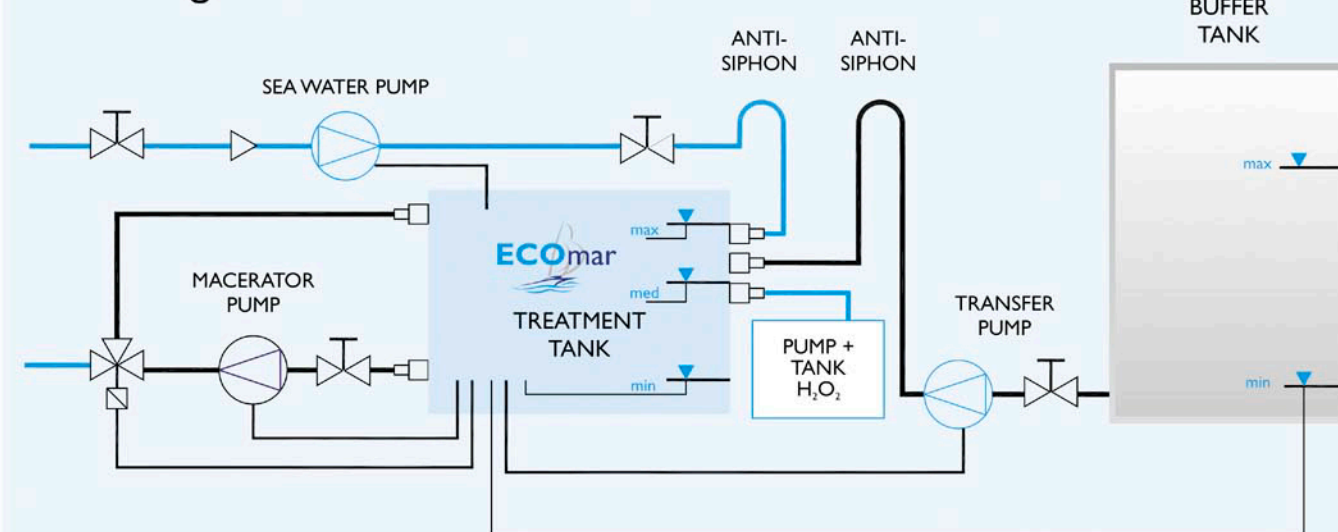 BUFFER
TANK
ANTI-
SIPHON
ANTI-
SIPHON
SEA WATER PUMP
max
max
ECOmar
MACERATOR
PUMP
med
TRANSFER
PUMP
TREATMENT
TANK
PUMP +
TANK
H₂O₂
min
min